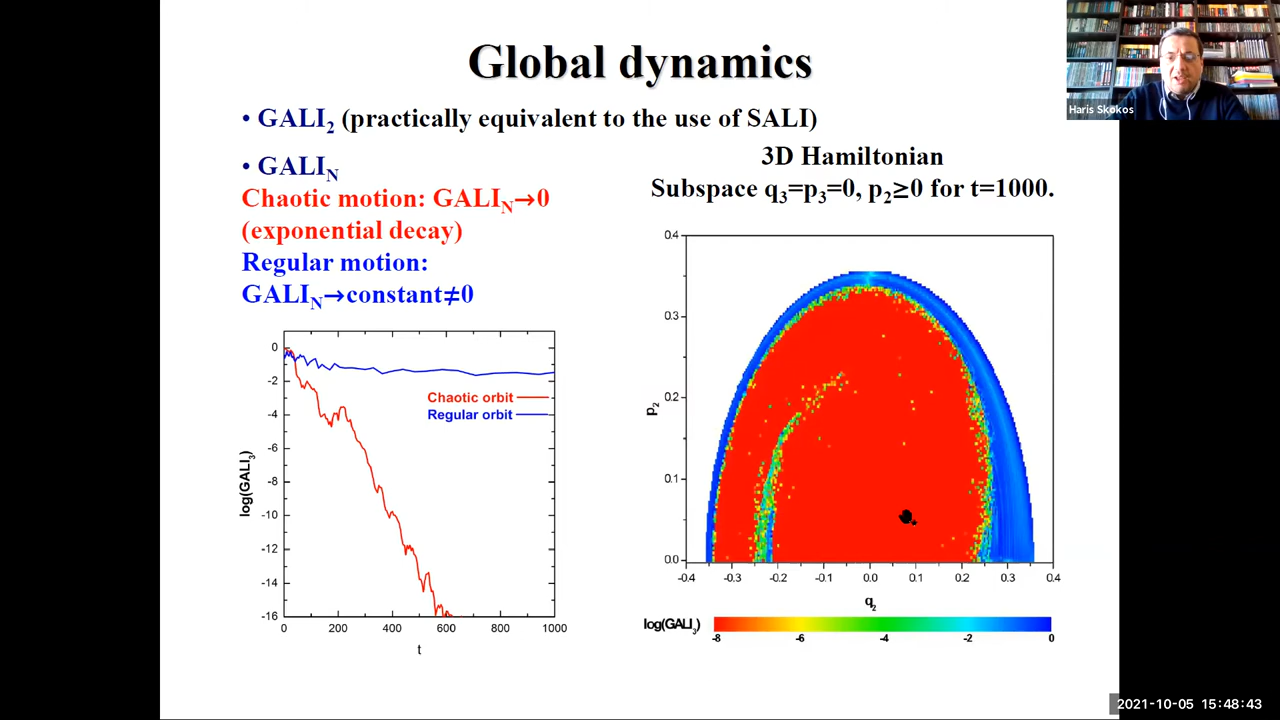 Global dynamics
Haris Skokos
• GALI₂ (practically equivalent to the use of SALI)
• GALI_N
Chaotic motion: GALI_N→0
(exponential decay)
Regular motion:
GALI_N→constant≠0
3D Hamiltonian
Subspace q₃=p₃=0, p₂≥0 for t=1000.
0
-2
-4
-6
-8
-10
-12
-14
-16
log(GALI₃)
Chaotic orbit
Regular orbit
0 200 400 600 800 1000
t
0.4
0.3
0.2
0.1
0.0
p₂
-0.4 -0.3 -0.2 -0.1 0.0 0.1 0.2 0.3 0.4
q₂
log(GALI₃)
-8 -6 -4 -2 0
2021-10-05 15:48:43